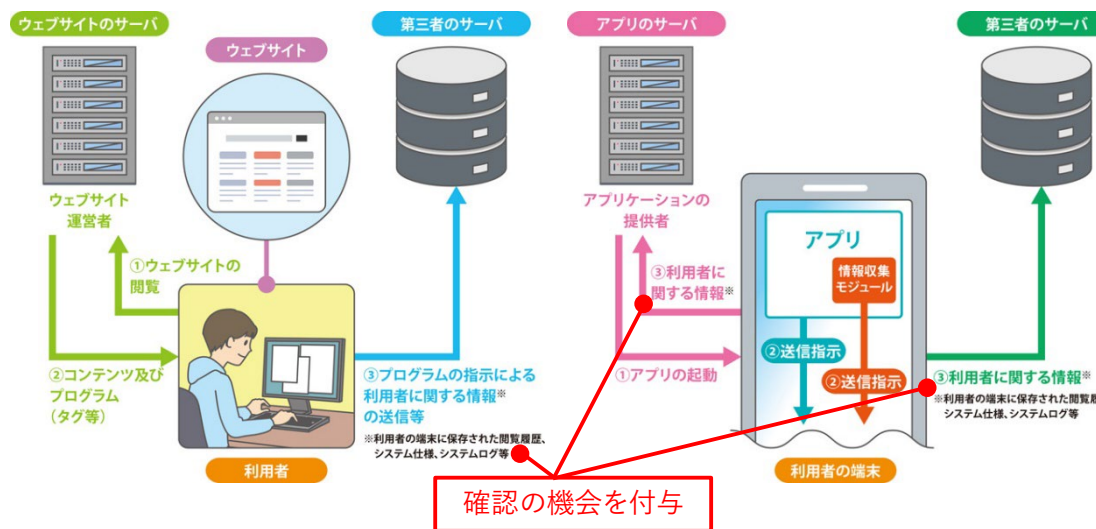 ウェブサイトのサーバ
ウェブサイト
第三者のサーバ
ウェブサイト
運営者
①ウェブサイトの
閲覧
②コンテンツ及び
プログラム
(タグ等)
③プログラムの指示による
利用者に関する情報※
の送信等
※利用者の端末に保存された閲覧履歴、
システム仕様、システムログ等
利用者
アプリのサーバ
第三者のサーバ
アプリケーションの
提供者
③利用者に
関する情報※
①アプリの起動
アプリ
情報収集
モジュール
②送信指示
②送信指示
③利用者に関する情報※
※利用者の端末に保存された閲覧履
システム仕様、システムログ等
利用者の端末
確認の機会を付与